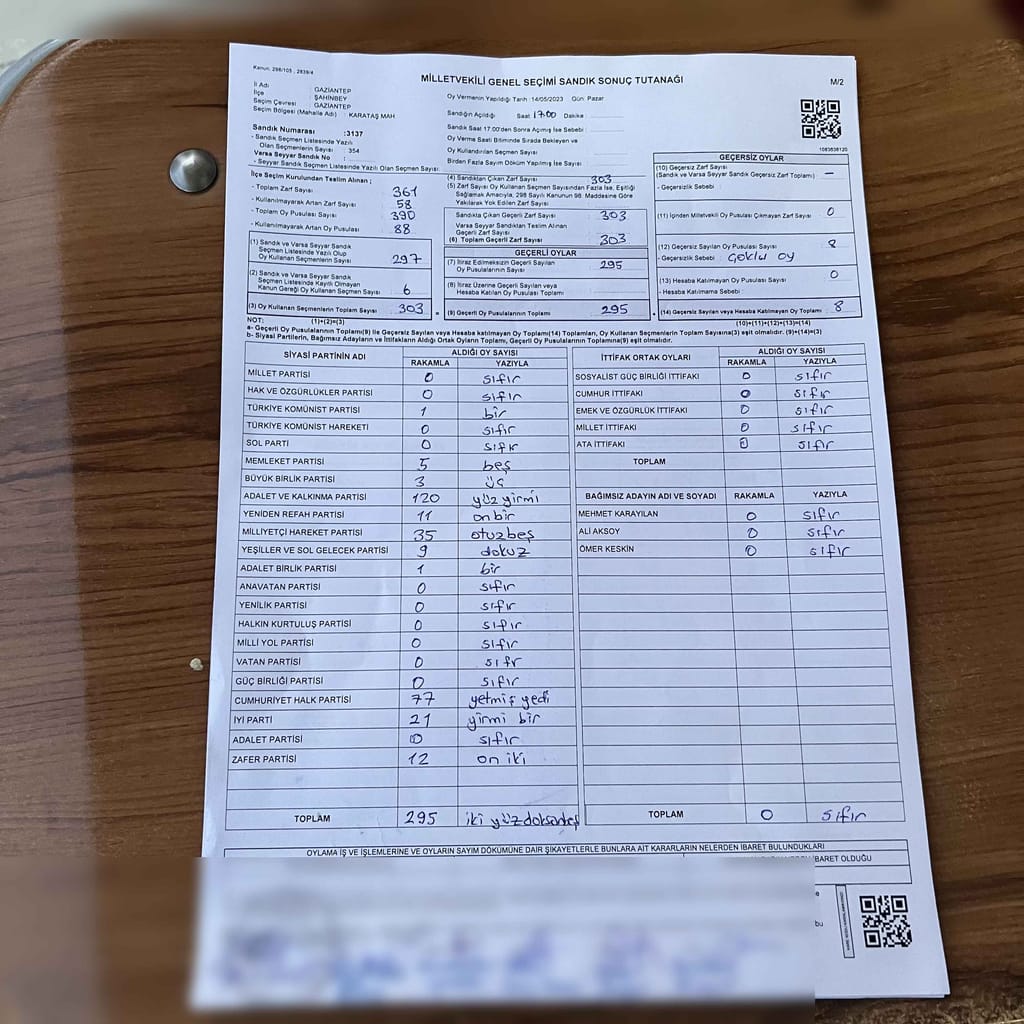 Kanun: 298/105 ; 2839/4
MİLLETVEKİLİ GENEL SEÇİMİ SANDIK SONUÇ TUTANAĞI
M/2
İl Adı : GAZİANTEP
İlçe : ŞAHİNBEY
Seçim Çevresi : GAZİANTEP
Seçim Bölgesi (Mahalle Adı) : KARATAŞ MAH
Sandık Numarası :3137
- Sandık Seçmen Listesinde Yazılı
Olan Seçmenlerin Sayısı : 354
Varsa Seyyar Sandık No :
- Seyyar Sandık Seçmen Listesinde Yazılı Olan Seçmen Sayısı:
Oy Vermenin Yapıldığı Tarih :14/05/2023 Gün: Pazar
Sandığın Açıldığı Saat: 17:00 Dakika :
Sandık Saat 17:00'den Sonra Açımış İse Sebebi :
Oy Verme Saati Bitiminde Sırada Bekleyen ve
Oy Kullandırılan Seçmen Sayısı :
Birden Fazla Sayım Döküm Yapılmış İse Sayısı :
1083838120
İlçe Seçim Kurulundan Teslim Alınan ;
- Toplam Zarf Sayısı : 361
- Kullanılmayarak Artan Zarf Sayısı : 58
- Toplam Oy Pusulası Sayısı : 390
- Kullanılmayarak Artan Oy Pusulası : 88
(1) Sandık ve Varsa Seyyar Sandık
Seçmen Listesinde Yazılı Olup
Oy Kullanan Seçmenlerin Sayısı : 297
(2) Sandık ve Varsa Seyyar Sandık
Seçmen Listesinde Kayıtlı Olmayan
Kanun Gereği Oy Kullanan Seçmen Sayısı : 6
(3) Oy Kullanan Seçmenlerin Toplam Sayısı : 303
(4) Sandıktan Çıkan Zarf Sayısı : 303
(5) Zarf Sayısı Oy Kullanan Seçmen Sayısından Fazla İse, Eşitliği
Sağlamak Amacıyla, 298 Sayılı Kanunun 98. Maddesine Göre
Yakılarak Yok Edilen Zarf Sayısı :
Sandıkta Çıkan Geçerli Zarf Sayısı : 303
Varsa Seyyar Sandıktan Teslim Alınan
Geçerli Zarf Sayısı :
(6) Toplam Geçerli Zarf Sayısı : 303
GEÇERLİ OYLAR
(7) İtiraz Edilmeksizin Geçerli Sayılan
Oy Pusulalarının Sayısı : 295
(8) İtiraz Üzerine Geçerli Sayılan veya
Hesaba Katılan Oy Pusulası Toplamı :
= (9) Geçerli Oy Pusulalarının Toplamı : 295
GEÇERSİZ OYLAR
(10) Geçersiz Zarf Sayısı
(Sandık ve Varsa Seyyar Sandık Geçersiz Zarf Toplamı) : –
- Geçersizlik Sebebi :
(11) İçinden Milletvekili Oy Pusulası Çıkmayan Zarf Sayısı : 0
(12) Geçersiz Sayılan Oy Pusulası Sayısı : 8
- Geçersizlik Sebebi : çoklu oy
(13) Hesaba Katılmayan Oy Pusulası Sayısı : 0
- Hesaba Katılmama Sebebi :
+ (14) Geçersiz Sayılan veya Hesaba Katılmayan Oy Toplamı : 8
NOT: (1)+(2)=(3)
(10)+(11)+(12)+(13)=(14)
a- Geçerli Oy Pusulalarının Toplamı(9) ile Geçersiz Sayılan veya Hesaba katılmayan Oy Toplamı(14) Toplamları, Oy Kullanan Seçmenlerin Toplam Sayısına(3) eşit olmalıdır. (9)+(14)=(3)
b- Siyasi Partilerin, Bağımsız Adayların ve İttifakların Aldığı Ortak Oyların Toplamı, Geçerli Oy Pusulalarının Toplamına(9) eşit olmalıdır.
SİYASİ PARTİNİN ADI
ALDIĞI OY SAYISI
RAKAMLA YAZIYLA
MİLLET PARTİSİ 0 sıfır
HAK VE ÖZGÜRLÜKLER PARTİSİ 0 sıfır
TÜRKİYE KOMÜNİST PARTİSİ 1 bir
TÜRKİYE KOMÜNİST HAREKETİ 0 sıfır
SOL PARTİ 0 sıfır
MEMLEKET PARTİSİ 5 beş
BÜYÜK BİRLİK PARTİSİ 3 üç
ADALET VE KALKINMA PARTİSİ 120 yüz yirmi
YENİDEN REFAH PARTİSİ 11 on bir
MİLLİYETÇİ HAREKET PARTİSİ 35 otuz beş
YEŞİLLER VE SOL GELECEK PARTİSİ 9 dokuz
ADALET BİRLİK PARTİSİ 1 bir
ANAVATAN PARTİSİ 0 sıfır
YENİLİK PARTİSİ 0 sıfır
HALKIN KURTULUŞ PARTİSİ 0 sıfır
MİLLİ YOL PARTİSİ 0 sıfır
VATAN PARTİSİ 0 sıfr
GÜÇ BİRLİĞİ PARTİSİ 0 sıfır
CUMHURİYET HALK PARTİSİ 77 yetmiş yedi
İYİ PARTİ 21 yirmi bir
ADALET PARTİSİ 0 sıfır
ZAFER PARTİSİ 12 on iki
TOPLAM 295 iki yüz doksanbeş
İTTİFAK ORTAK OYLARI
ALDIĞI OY SAYISI
RAKAMLA YAZIYLA
SOSYALİST GÜÇ BİRLİĞİ İTTİFAKI 0 sıfır
CUMHUR İTTİFAKI 0 sıfır
EMEK VE ÖZGÜRLÜK İTTİFAKI 0 sıfır
MİLLET İTTİFAKI 0 sıfır
ATA İTTİFAKI 0 sıfır
TOPLAM
BAĞIMSIZ ADAYIN ADI VE SOYADI RAKAMLA YAZIYLA
MEHMET KARAYILAN 0 sıfır
ALİ AKSOY 0 sıfır
ÖMER KESKİN 0 sıfır
TOPLAM 0 sıfır
OYLAMA İŞ VE İŞLEMLERİNE VE OYLARIN SAYIM DÖKÜMÜNE DAİR ŞİKAYETLERLE BUNLARA AİT KARARLARIN NELERDEN İBARET BULUNDUKLARI
İBARET OLDUĞU